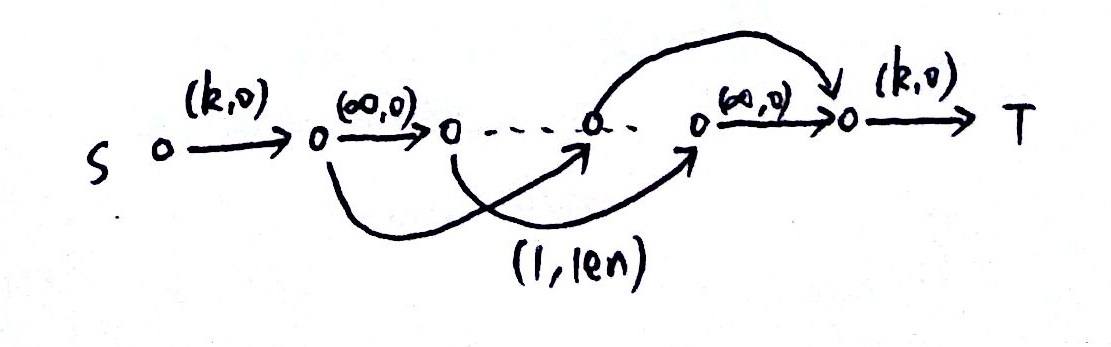 (k,0) (∞,0) (∞,0) (k,0)
S T
(1,len)